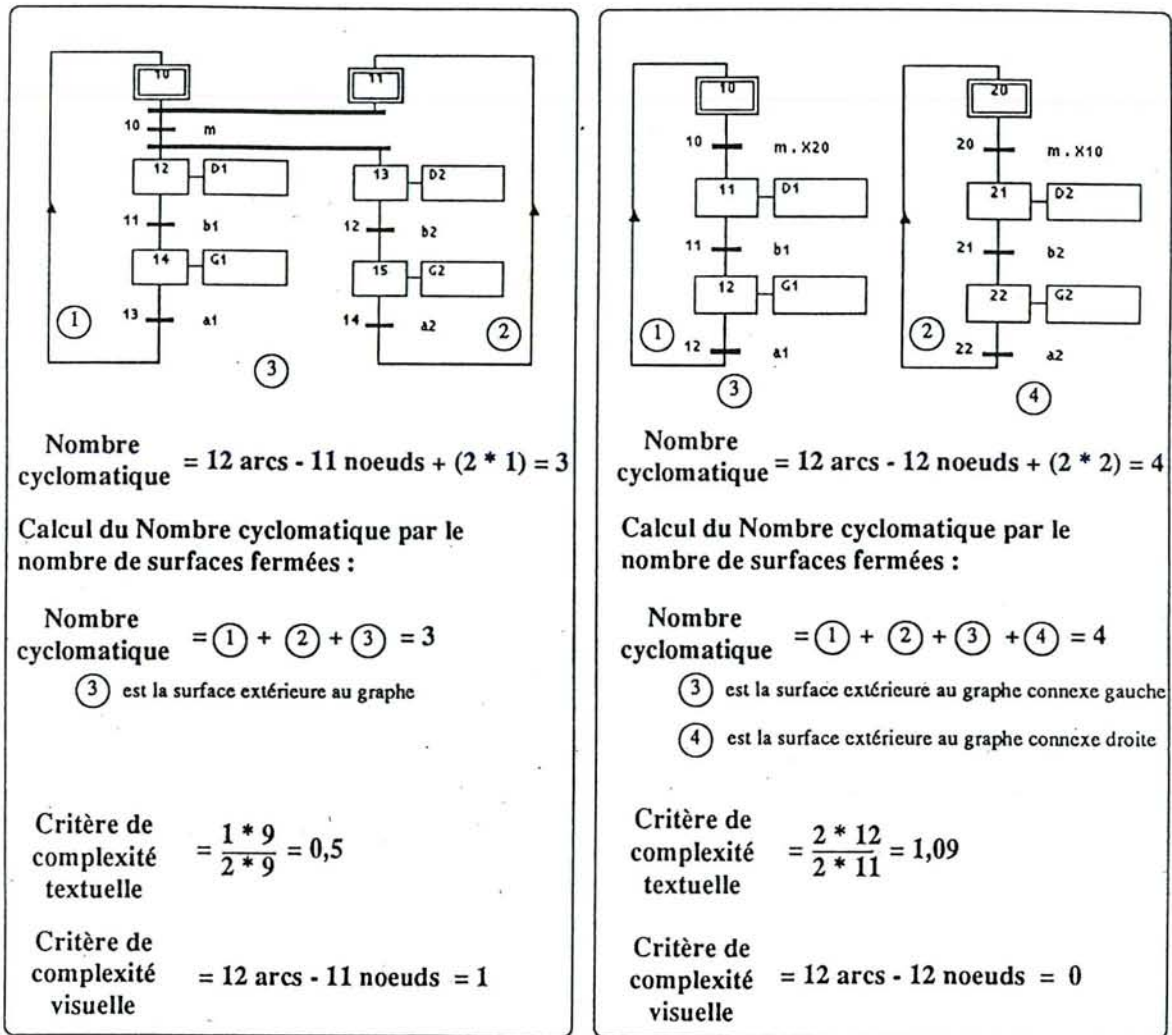 10
11
10
m
12
D1
13
D2
11
b1
12
b2
14
G1
15
G2
1
13
a1
14
a2
2
3
Nombre
cyclomatique = 12 arcs - 11 noeuds + (2 * 1) = 3
Calcul du Nombre cyclomatique par le
nombre de surfaces fermées :
Nombre
cyclomatique = 1 + 2 + 3 = 3
3 est la surface extérieure au graphe
Critère de
complexité = 1 * 9 / 2 * 9 = 0,5
textuelle
Critère de
complexité = 12 arcs - 11 noeuds = 1
visuelle
10
20
10
m . X20
20
m . X10
11
D1
21
D2
11
b1
21
b2
12
G1
22
G2
1
12
a1
2
22
a2
3
4
Nombre
cyclomatique = 12 arcs - 12 noeuds + (2 * 2) = 4
Calcul du Nombre cyclomatique par le
nombre de surfaces fermées :
Nombre
cyclomatique = 1 + 2 + 3 + 4 = 4
3 est la surface extérieure au graphe connexe gauche
4 est la surface extérieure au graphe connexe droite
Critère de
complexité = 2 * 12 / 2 * 11 = 1,09
textuelle
Critère de
complexité = 12 arcs - 12 noeuds = 0
visuelle